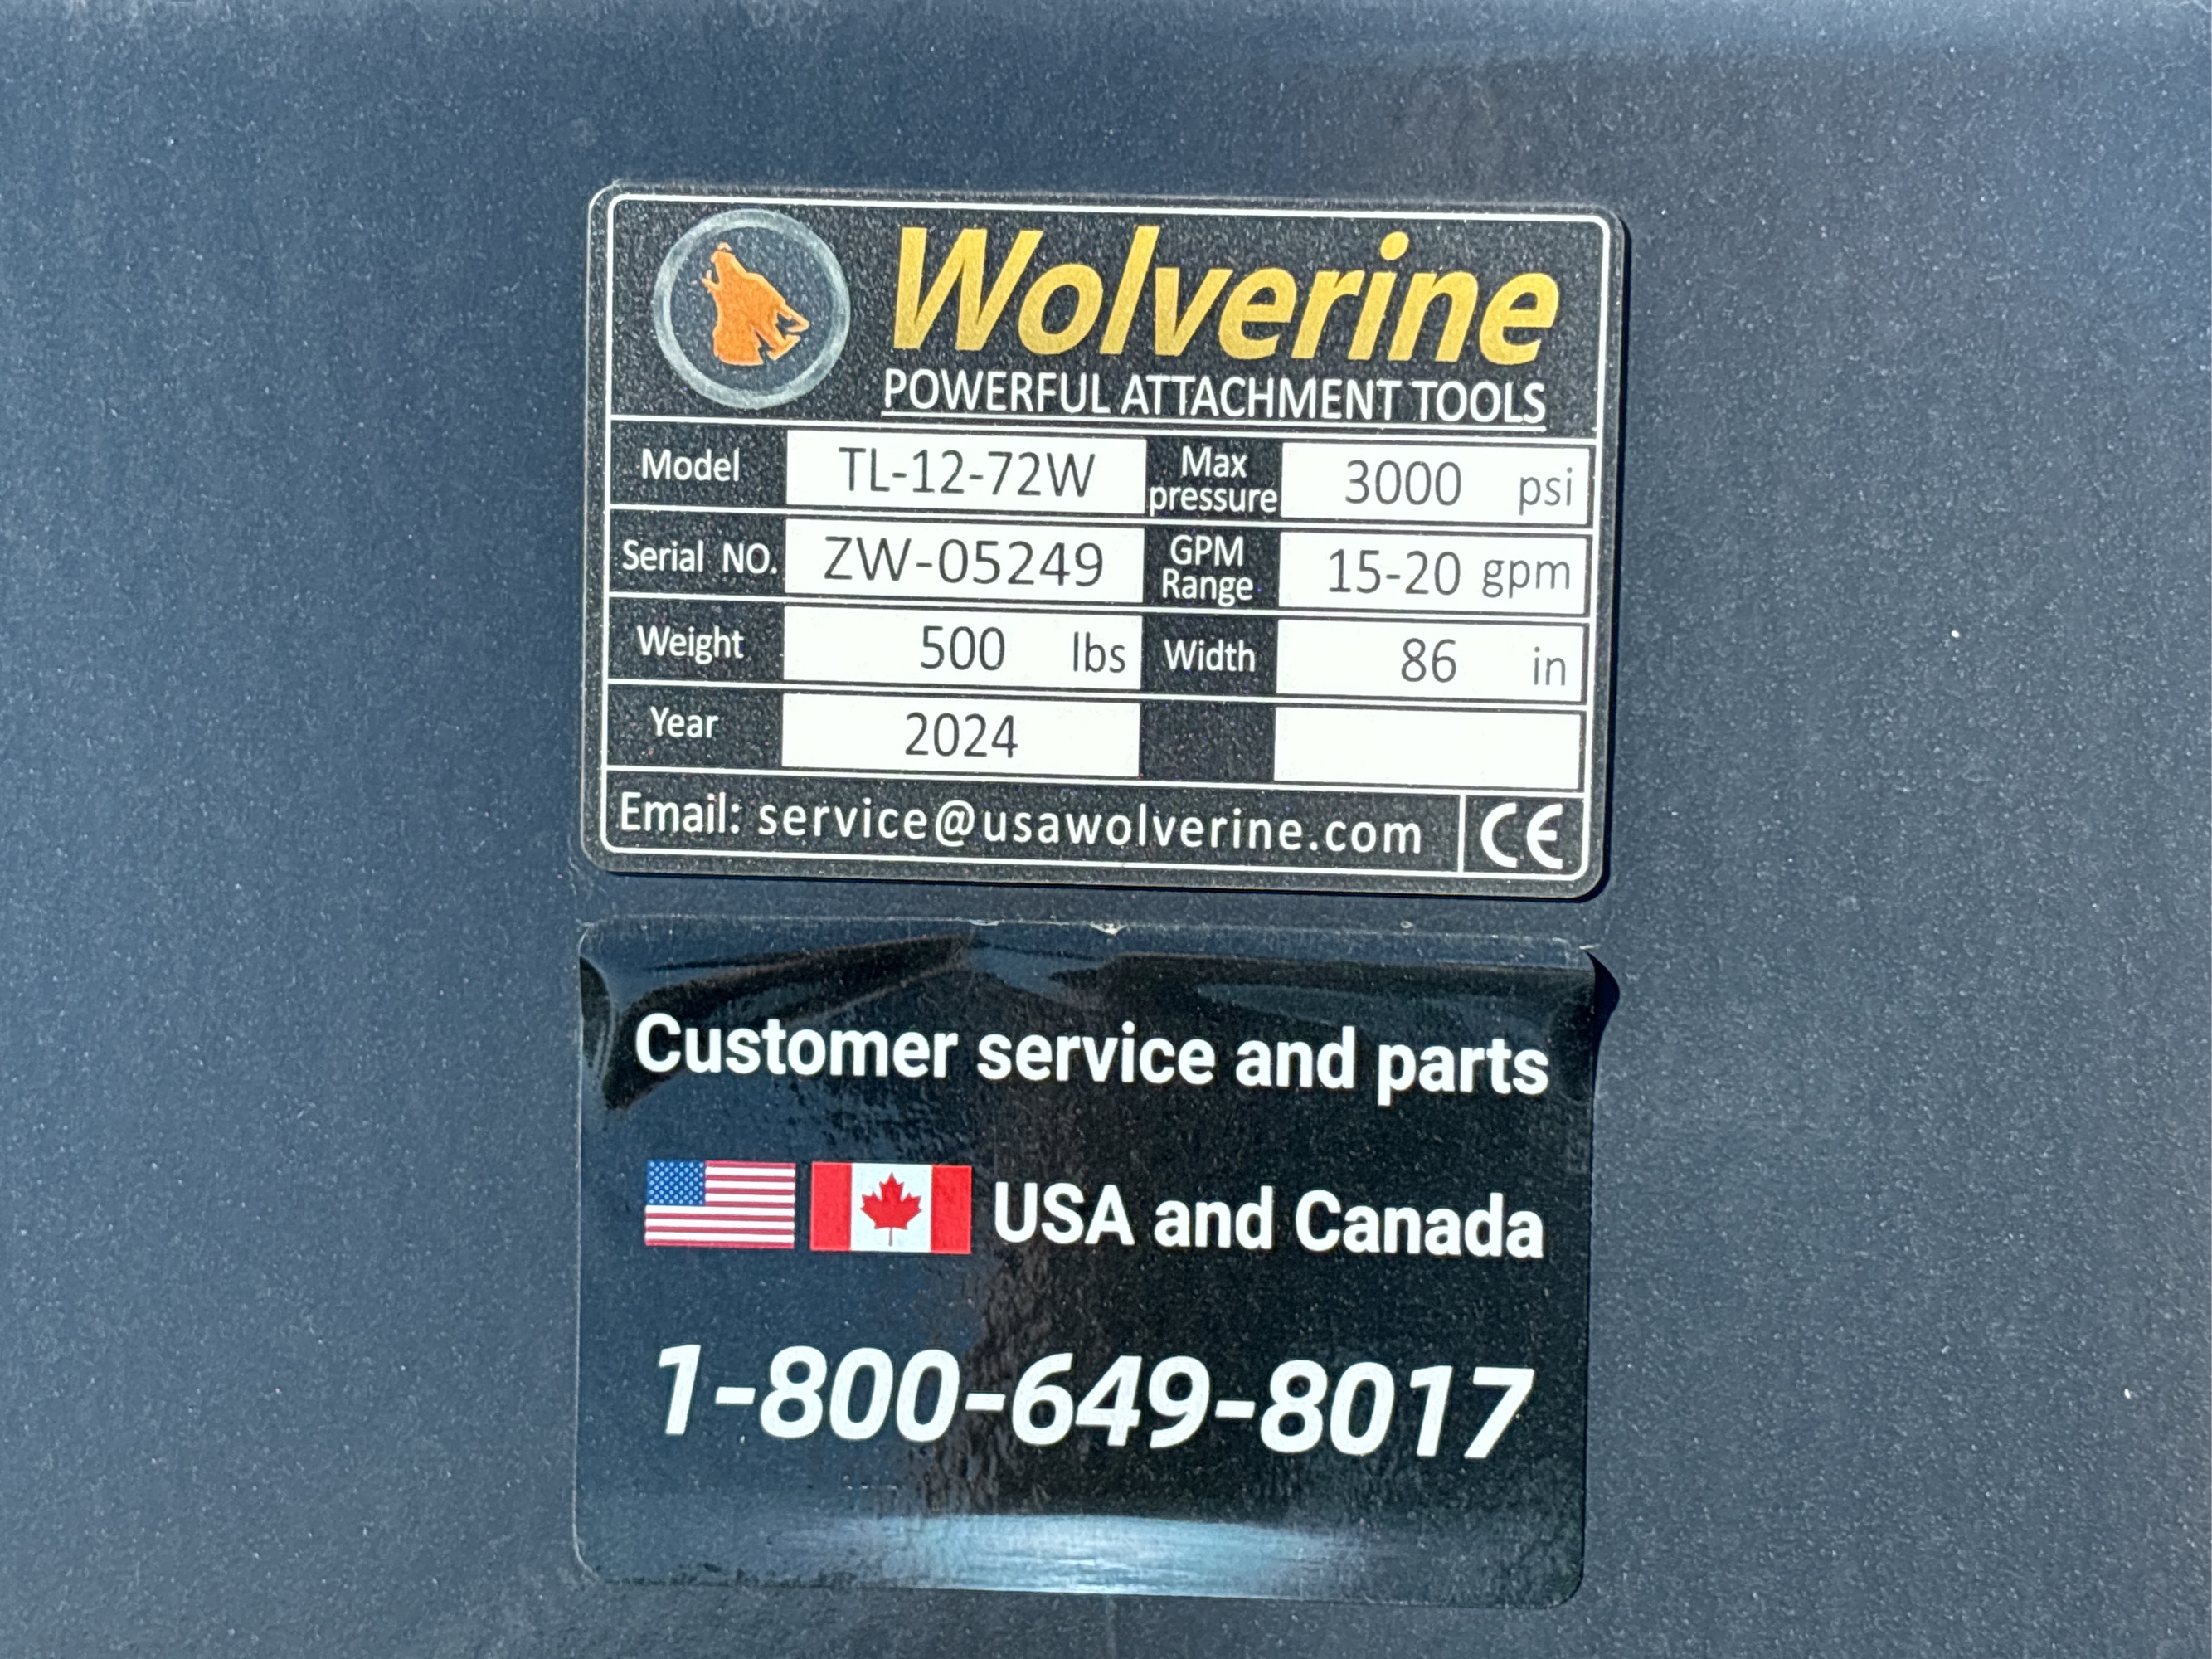 Wolverine
POWERFUL ATTACHMENT TOOLS
Model TL-12-72W Max pressure 3000 psi
Serial NO. ZW-05249 GPM Range 15-20 gpm
Weight 500 lbs Width 86 in
Year 2024
Email: service@usawolverine.com CE
Customer service and parts
USA and Canada
1-800-649-8017